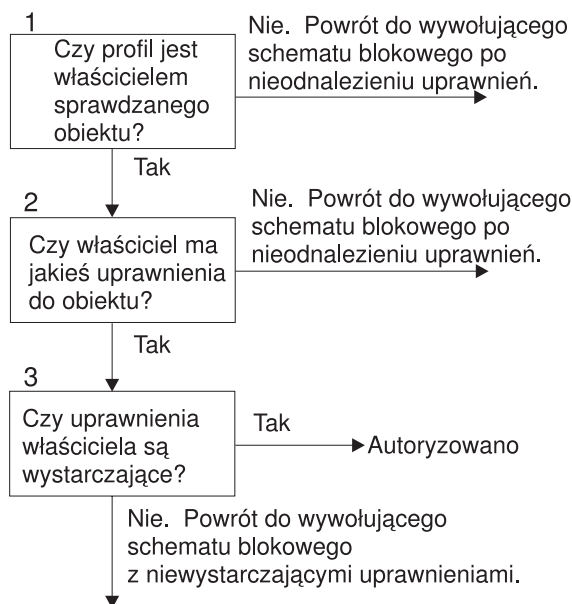 1
Czy profil jest
właścicielem
sprawdzanego
obiektu?
Nie. Powrót do wywołującego
schematu blokowego po
nieodnalezieniu uprawnień.
Tak
2
Czy właściciel ma
jakieś uprawnienia
do obiektu?
Nie. Powrót do wywołującego
schematu blokowego po
nieodnalezieniu uprawnień.
Tak
3
Czy uprawnienia
właściciela są
wystarczające?
Tak
Autoryzowano
Nie. Powrót do wywołującego
schematu blokowego
z niewystarczającymi uprawnieniami.